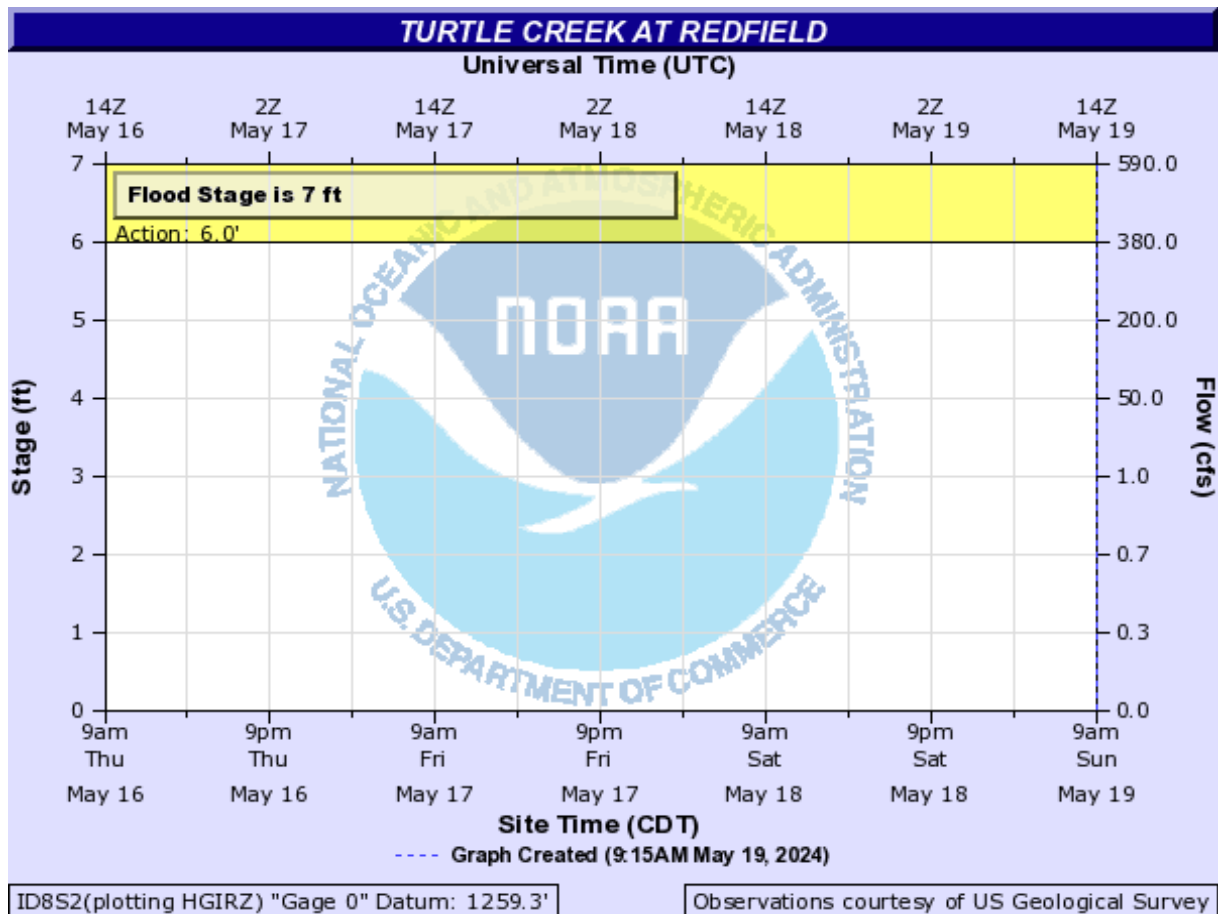 TURTLE CREEK AT REDFIELD
Universal Time (UTC)
14Z 2Z 14Z 2Z 14Z 2Z 14Z
May 16 May 17 May 17 May 18 May 18 May 19 May 19
7 590.0
Flood Stage is 7 ft
Action: 6.0'
6 380.0
5 200.0
4 50.0
3 1.0
2 0.7
1 0.3
0 0.0
Stage (ft)
Flow (cfs)
NATIONAL OCEANIC AND ATMOSPHERIC ADMINISTRATION
NOAA
U.S. DEPARTMENT OF COMMERCE
9am 9pm 9am 9pm 9am 9pm 9am
Thu Thu Fri Fri Sat Sat Sun
May 16 May 16 May 17 May 17 May 18 May 18 May 19
Site Time (CDT)
---- Graph Created (9:15AM May 19, 2024)
ID8S2(plotting HGIRZ) "Gage 0" Datum: 1259.3'
Observations courtesy of US Geological Survey